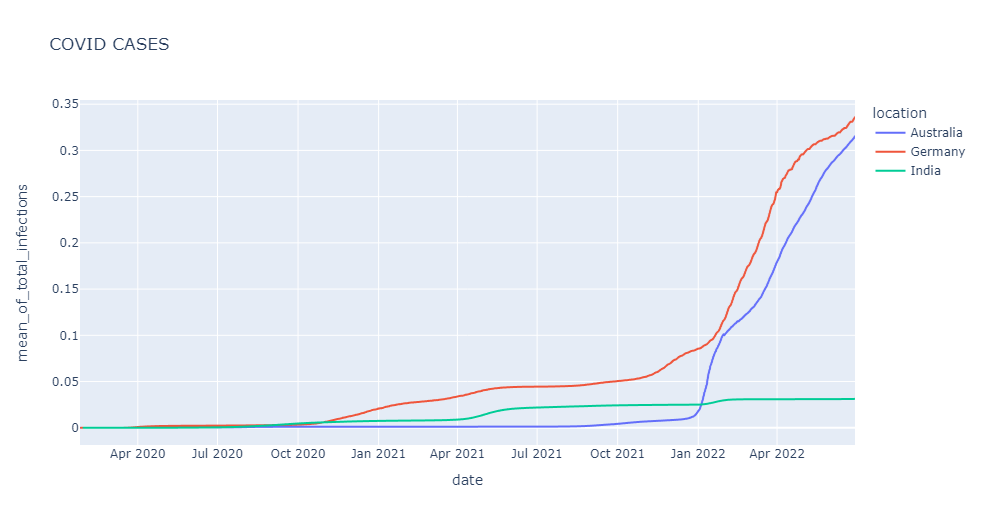 COVID CASES
0.35
0.3
0.25
0.2
0.15
0.1
0.05
0
mean_of_total_infections
Apr 2020 Jul 2020 Oct 2020 Jan 2021 Apr 2021 Jul 2021 Oct 2021 Jan 2022 Apr 2022
date
location
Australia
Germany
India